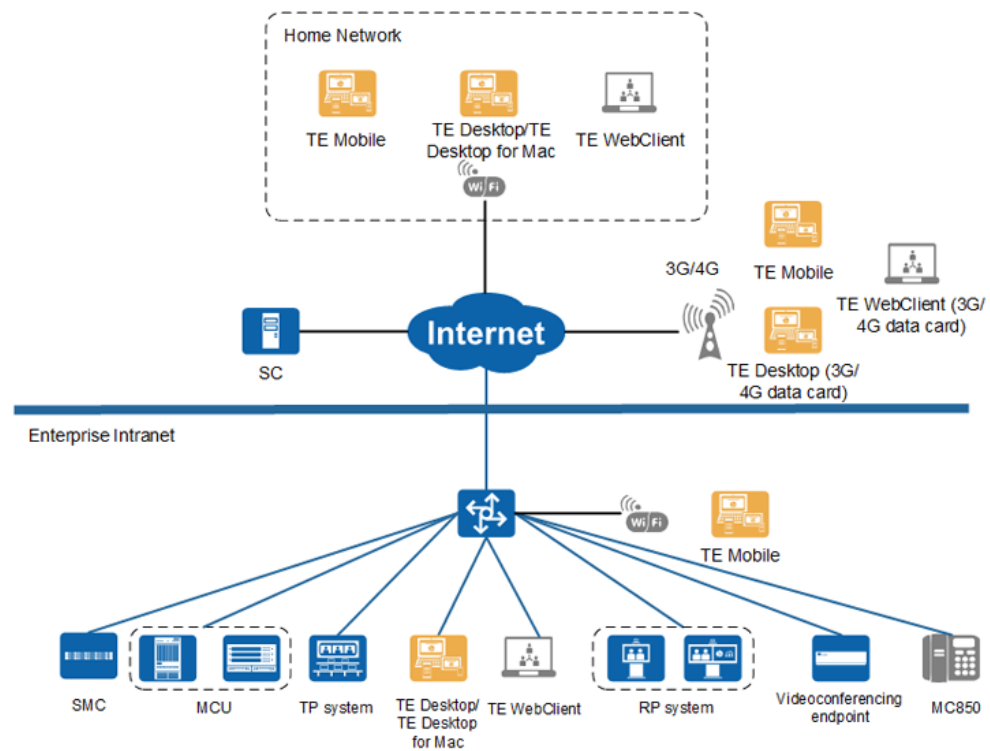 Home Network
TE Mobile
TE Desktop/TE
Desktop for Mac
TE WebClient
Wi Fi
3G/4G
TE Mobile
TE WebClient (3G/
4G data card)
Internet
SC
TE Desktop (3G/
4G data card)
Enterprise Intranet
Wi Fi
TE Mobile
SMC
MCU
TP system
TE Desktop/
TE Desktop
for Mac
TE WebClient
RP system
Videoconferencing
endpoint
MC850